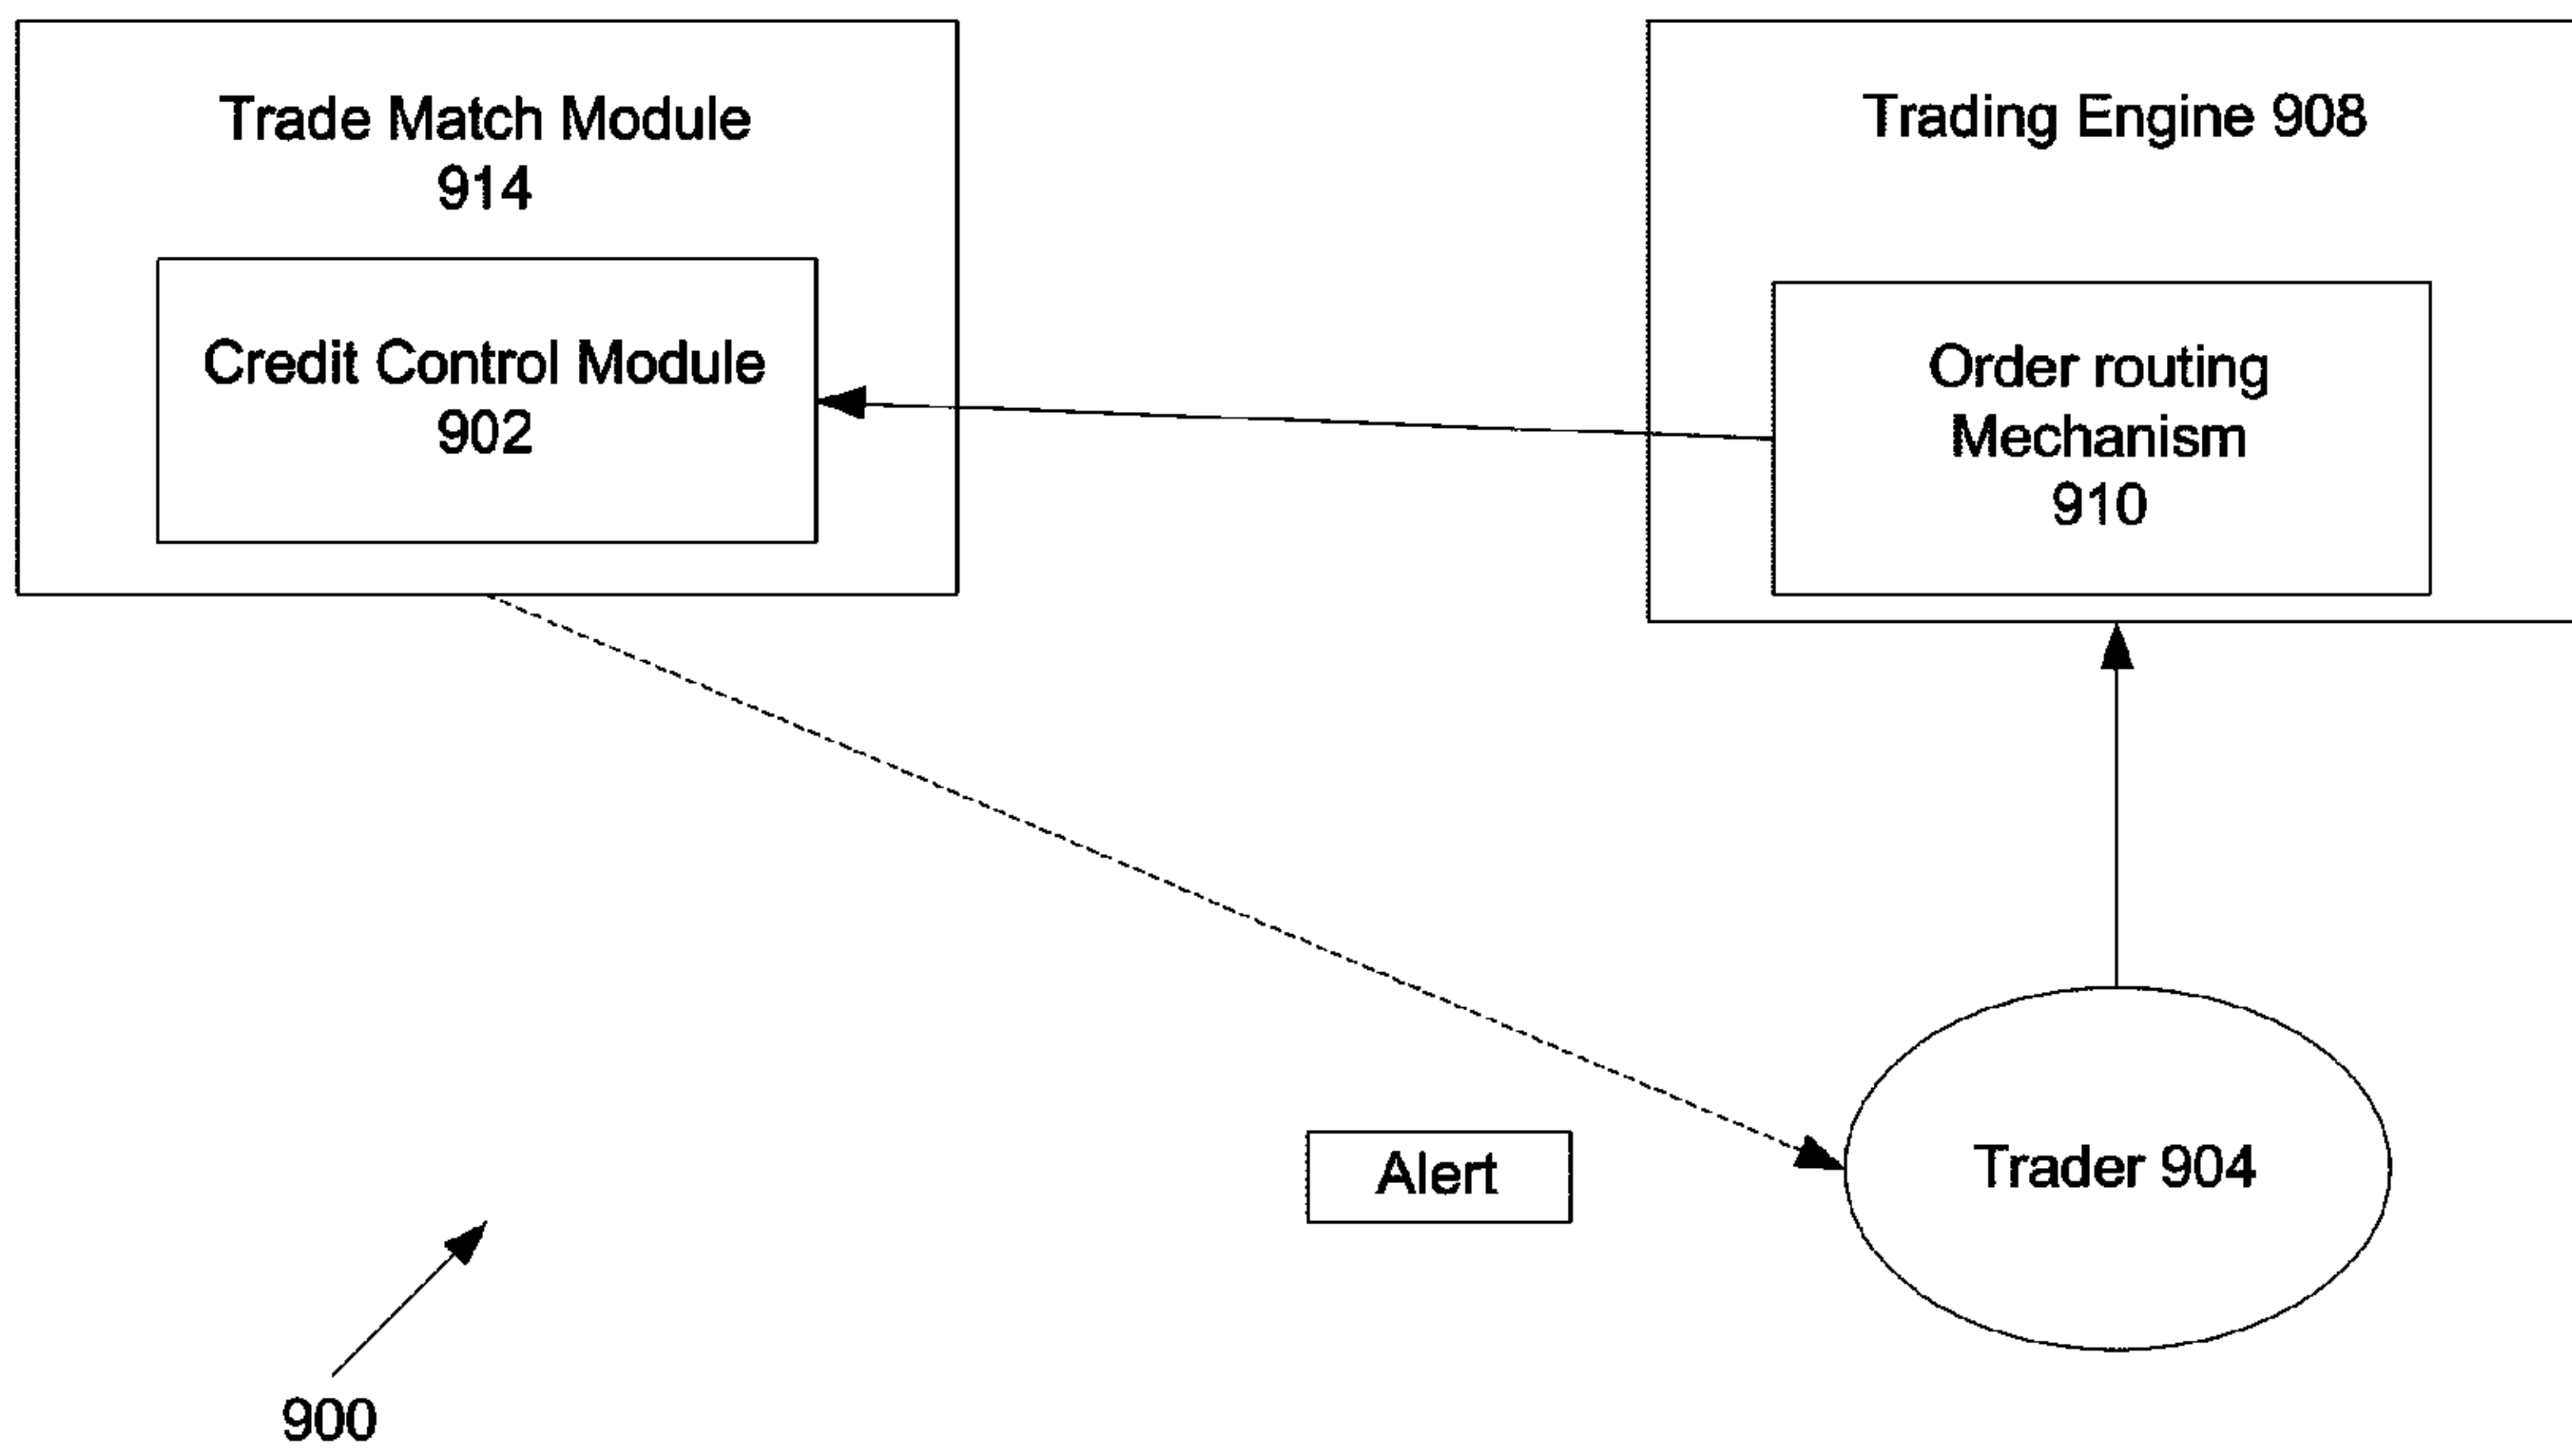 Trade Match Module
914
Trading Engine 908
Credit Control Module
902
Order routing
Mechanism
910
Alert
Trader 904
900